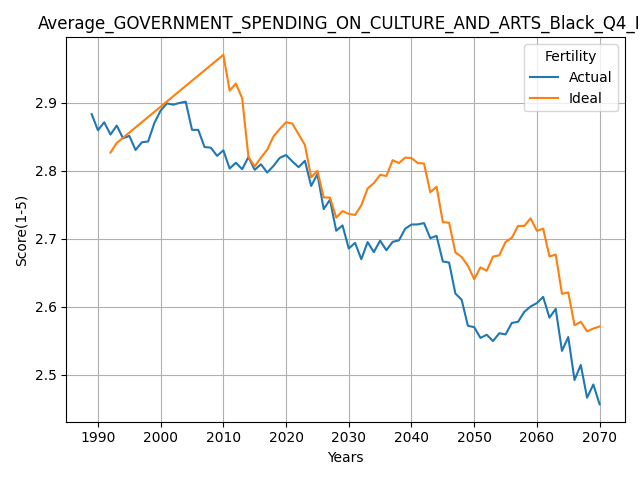 Average_GOVERNMENT_SPENDING_ON_CULTURE_AND_ARTS_Black_Q4_
Fertility
Actual
Ideal
Score(1-5)
2.9
2.8
2.7
2.6
2.5
1990 2000 2010 2020 2030 2040 2050 2060 2070
Years